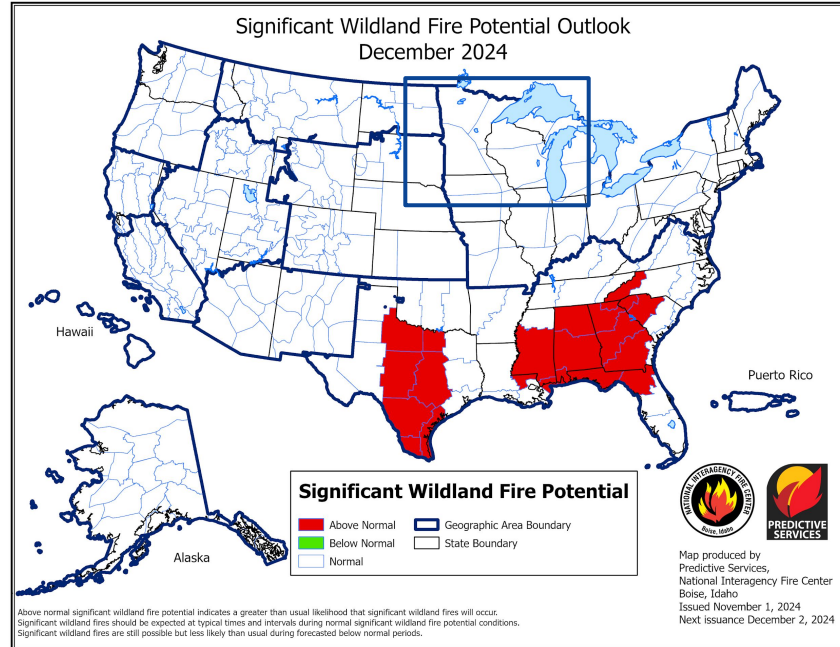 Significant Wildland Fire Potential Outlook
December 2024
Hawaii
Puerto Rico
Alaska
Significant Wildland Fire Potential
Above Normal
Geographic Area Boundary
Below Normal
State Boundary
Normal
NATIONAL INTERAGENCY FIRE CENTER
Boise, Idaho
PREDICTIVE
SERVICES
Map produced by
Predictive Services,
National Interagency Fire Center
Boise, Idaho
Issued November 1, 2024
Next issuance December 2, 2024
Above normal significant wildland fire potential indicates a greater than usual likelihood that significant wildland fires will occur.
Significant wildland fires should be expected at typical times and intervals during normal significant wildland fire potential conditions.
Significant wildland fires are still possible but less likely than usual during forecasted below normal periods.